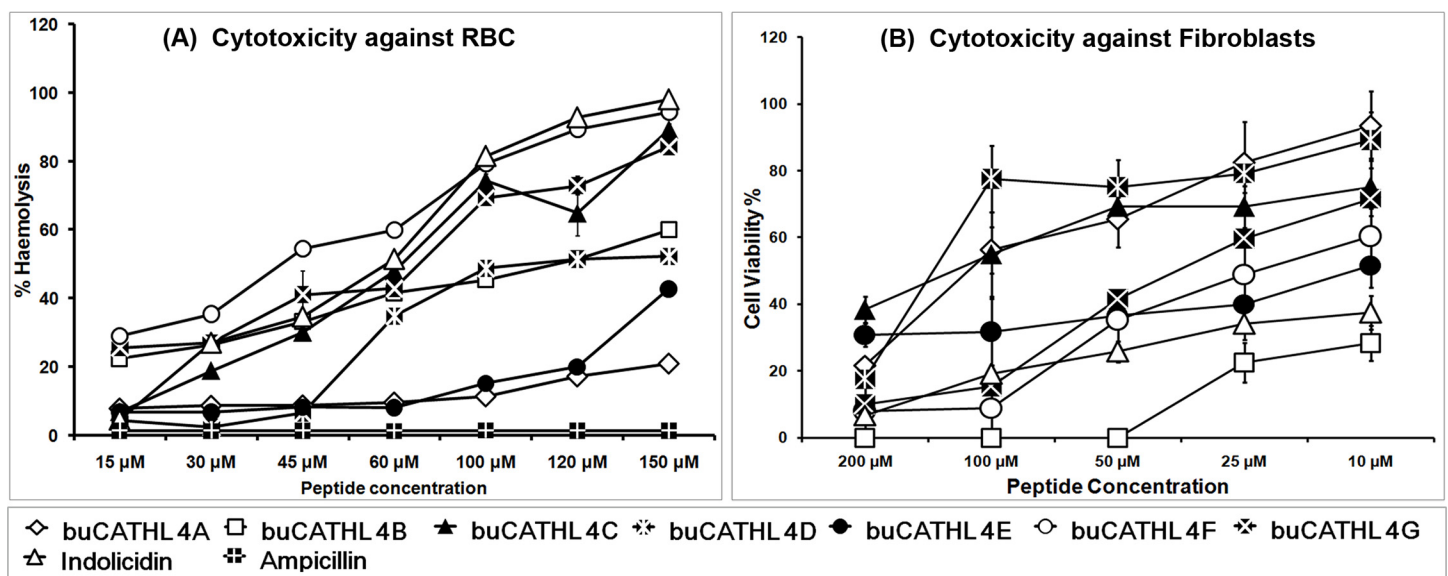 (A) Cytotoxicity against RBC
% Haemolysis
120
100
80
60
40
20
0
15 µM 30 µM 45 µM 60 µM 100 µM 120 µM 150 µM
Peptide concentration
(B) Cytotoxicity against Fibroblasts
Cell Viability %
120
100
80
60
40
20
0
200 µM 100 µM 50 µM 25 µM 10 µM
Peptide Concentration
buCATHL4A buCATHL4B buCATHL4C buCATHL4D buCATHL4E buCATHL4F buCATHL4G
Indolicidin Ampicillin